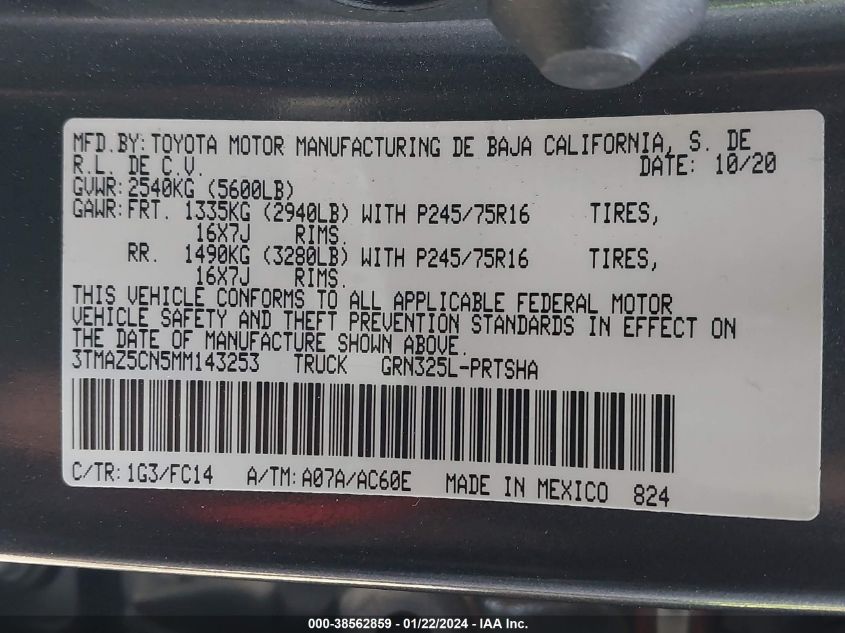 MFD.BY: TOYOTA MOTOR MANUFACTURING DE BAJA CALIFORNIA, S. DE
R.L. DE C.V. DATE: 10/20
GVWR: 2540KG (5600LB)
GAWR: FRT. 1335KG (2940LB) WITH P245/75R16 TIRES,
16X7J RIMS.
RR. 1490KG (3280LB) WITH P245/75R16 TIRES,
16X7J RIMS.
THIS VEHICLE CONFORMS TO ALL APPLICABLE FEDERAL MOTOR
VEHICLE SAFETY AND THEFT PREVENTION STANDARDS IN EFFECT ON
THE DATE OF MANUFACTURE SHOWN ABOVE.
3TMAZ5CN5MM143253 TRUCK GRN325L-PRTSHA
C/TR: 1G3/FC14 A/TM: A07A/AC60E MADE IN MEXICO 824
000-38562859 - 01/22/2024 - IAA Inc.